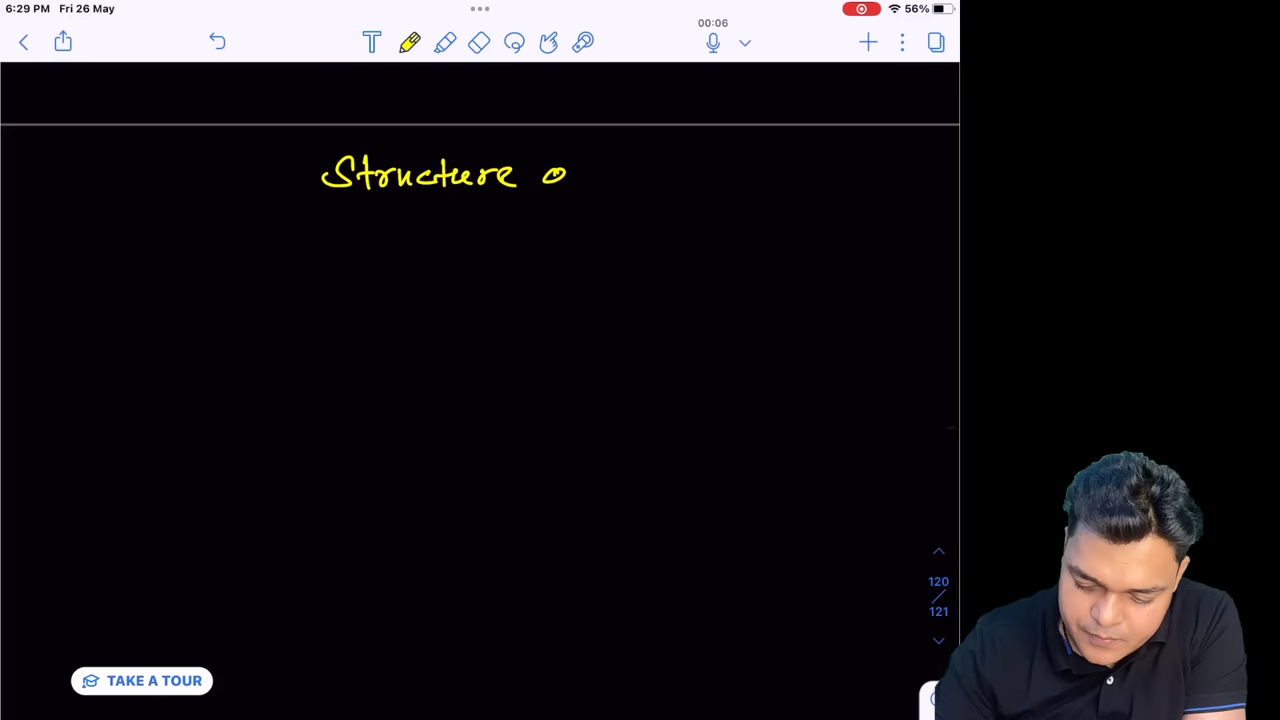 6:29 PM Fri 26 May 56%
00:06
T
Structure o
120
121
TAKE A TOUR